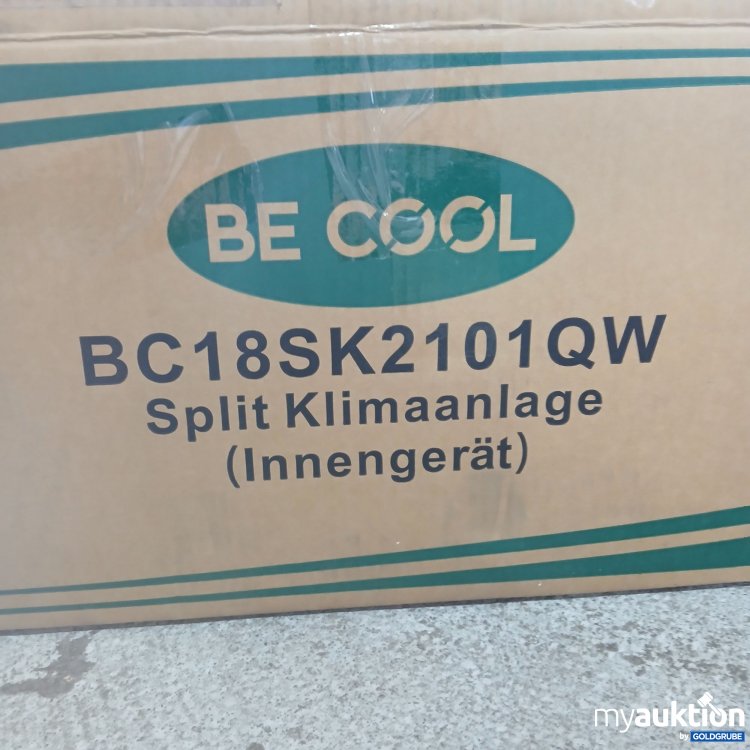 BE COOL
BC18SK2101QW
Split Klimaanlage
(Innengerät)
myauktion
by GOLDGRUBE